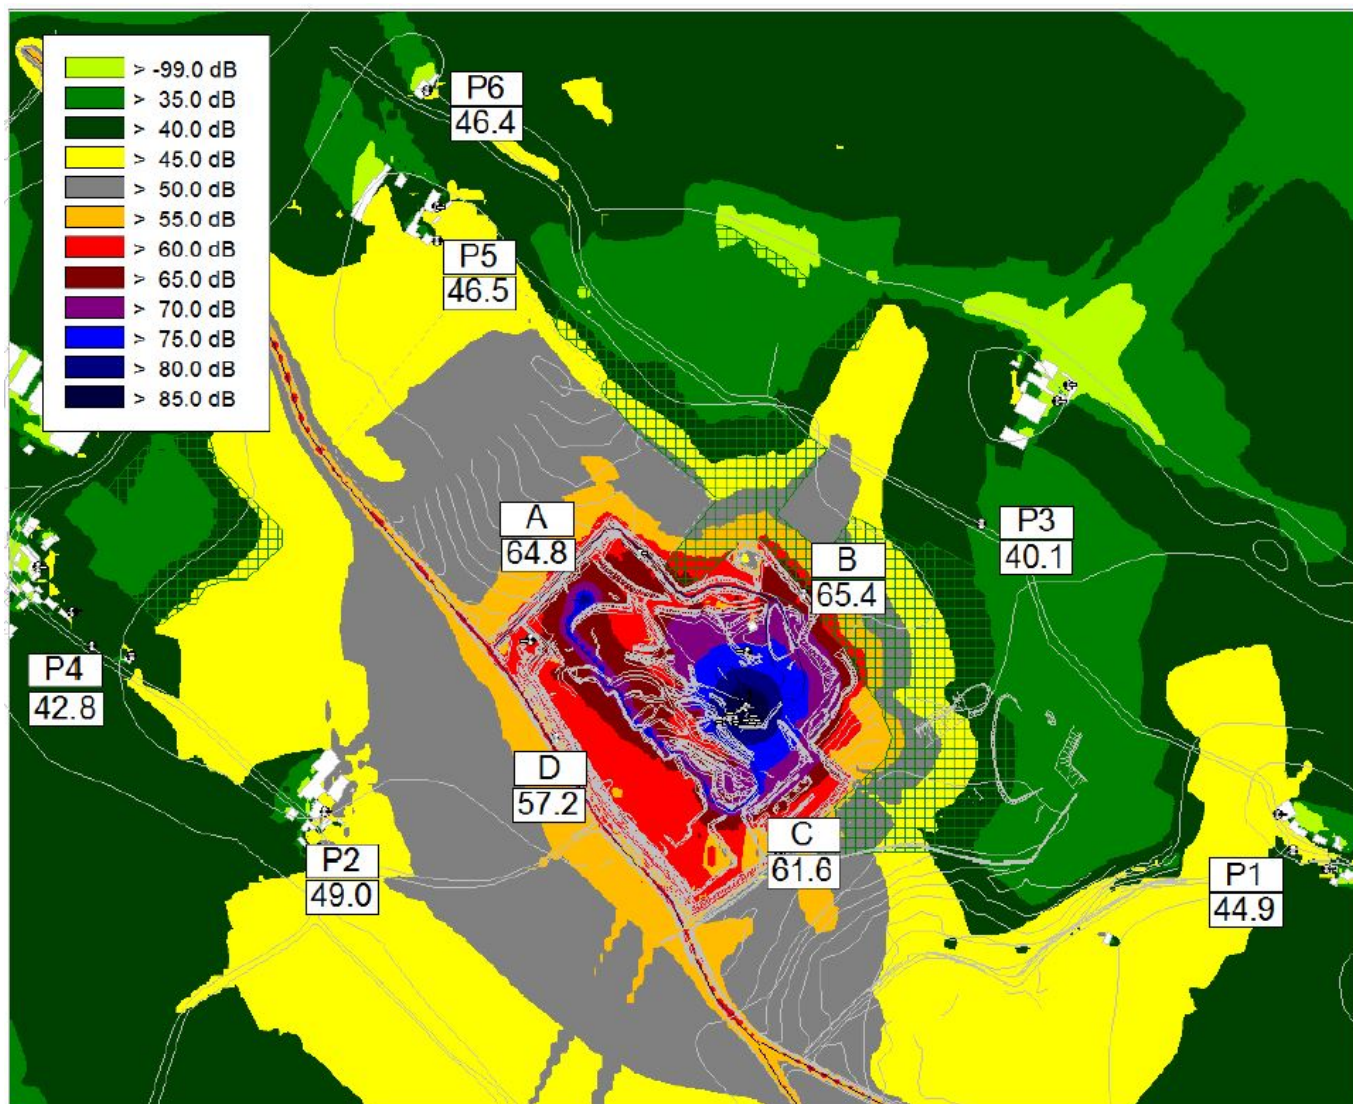 > -99.0 dB
> 35.0 dB
> 40.0 dB
> 45.0 dB
> 50.0 dB
> 55.0 dB
> 60.0 dB
> 65.0 dB
> 70.0 dB
> 75.0 dB
> 80.0 dB
> 85.0 dB
P6
46.4
P5
46.5
A
64.8
B
65.4
P3
40.1
P4
42.8
D
57.2
C
61.6
P2
49.0
P1
44.9